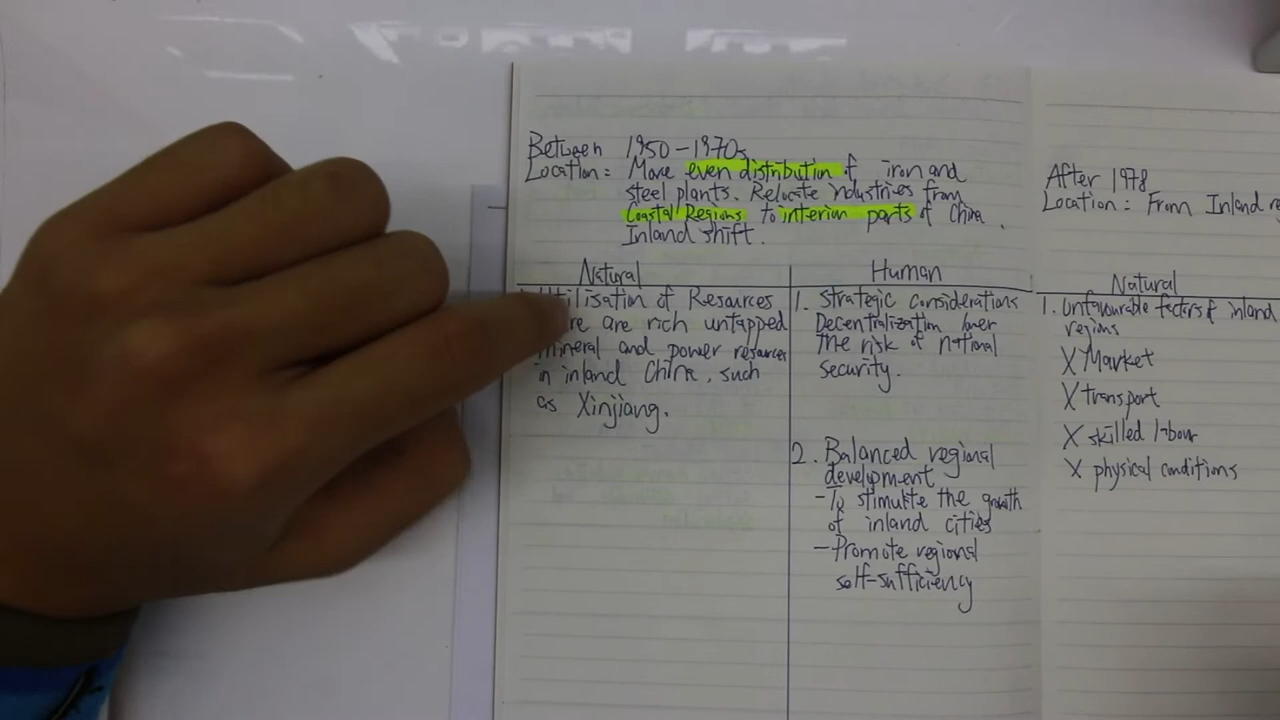 Between 1950-1970s
Location: More even distribution of iron and
steel plants. Relocate industries from
Coastal Regions to interior parts of China.
Inland shift.
Natural
Utilisation of Resources
are rich untapped
mineral and power resources
in inland China, such
as Xinjiang.
Human
1. Strategic considerations
Decentralization lower
the risk of national
security.
2. Balanced regional
development
-To stimulate the growth
of inland cities
-Promote regional
self-sufficiency
After 1978
Location: From Inland
Natural
1. Unfavourable factors of inland
regions
X Market
X transport
X skilled labour
X physical conditions